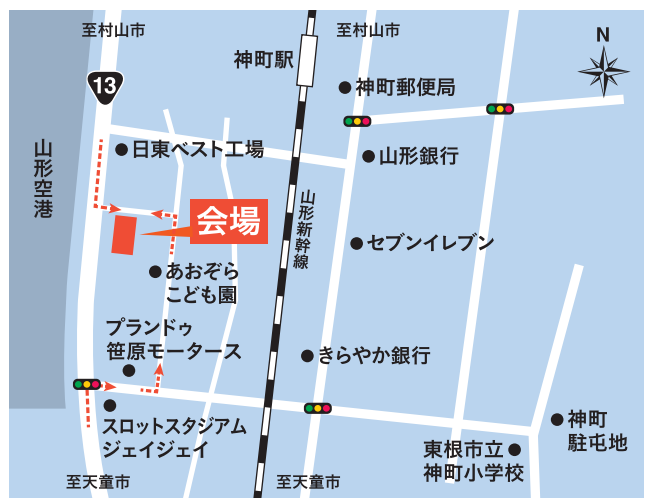 至村山市
至村山市
N
神町駅
13
神町郵便局
山形空港
日東ベスト工場
山形銀行
山形新幹線
会場
セブンイレブン
あおぞら
こども園
プランドゥ
笹原モータース
きらやか銀行
スロットスタジアム
ジェイジェイ
神町
駐屯地
東根市立
神町小学校
至天童市
至天童市